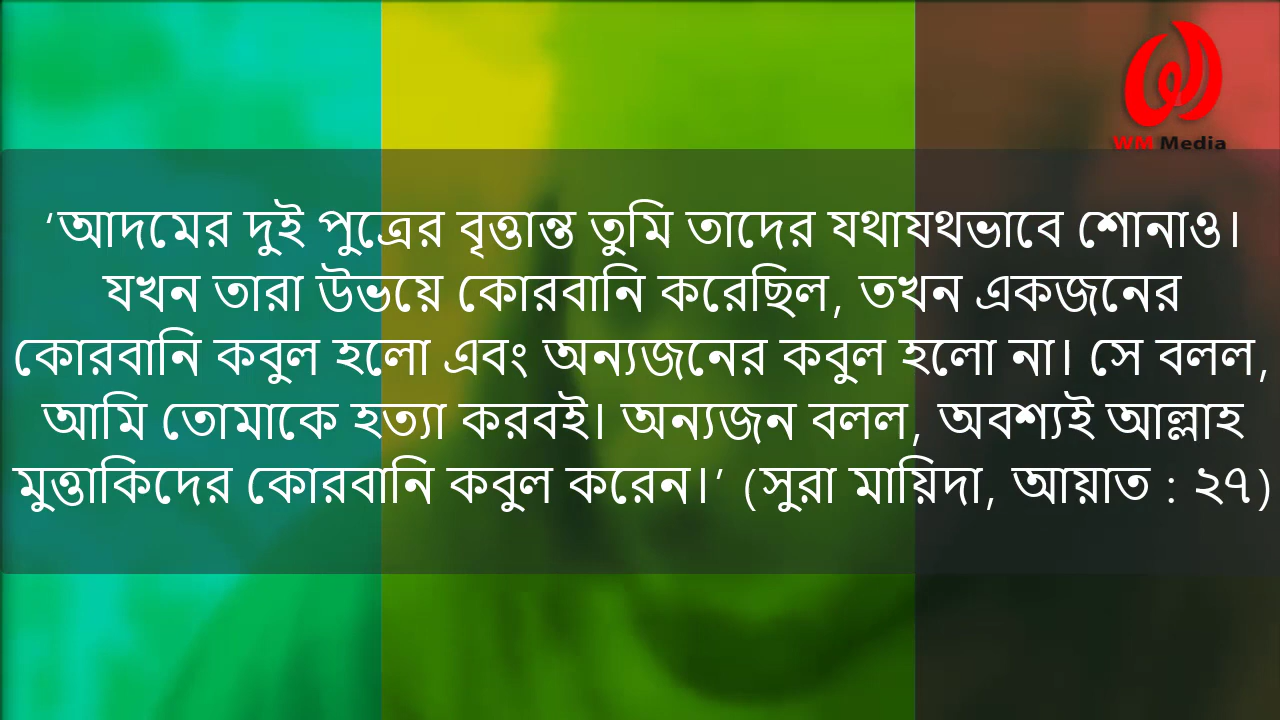 WM Media
‘আদমের দুই পুত্রের বৃত্তান্ত তুমি তাদের যথাযথভাবে শোনাও।
যখন তারা উভয়ে কোরবানি করেছিল, তখন একজনের
কোরবানি কবুল হলো এবং অন্যজনের কবুল হলো না। সে বলল,
আমি তোমাকে হত্যা করবই। অন্যজন বলল, অবশ্যই আল্লাহ
মুত্তাকিদের কোরবানি কবুল করেন।’ (সুরা মায়িদা, আয়াত : ২৭)